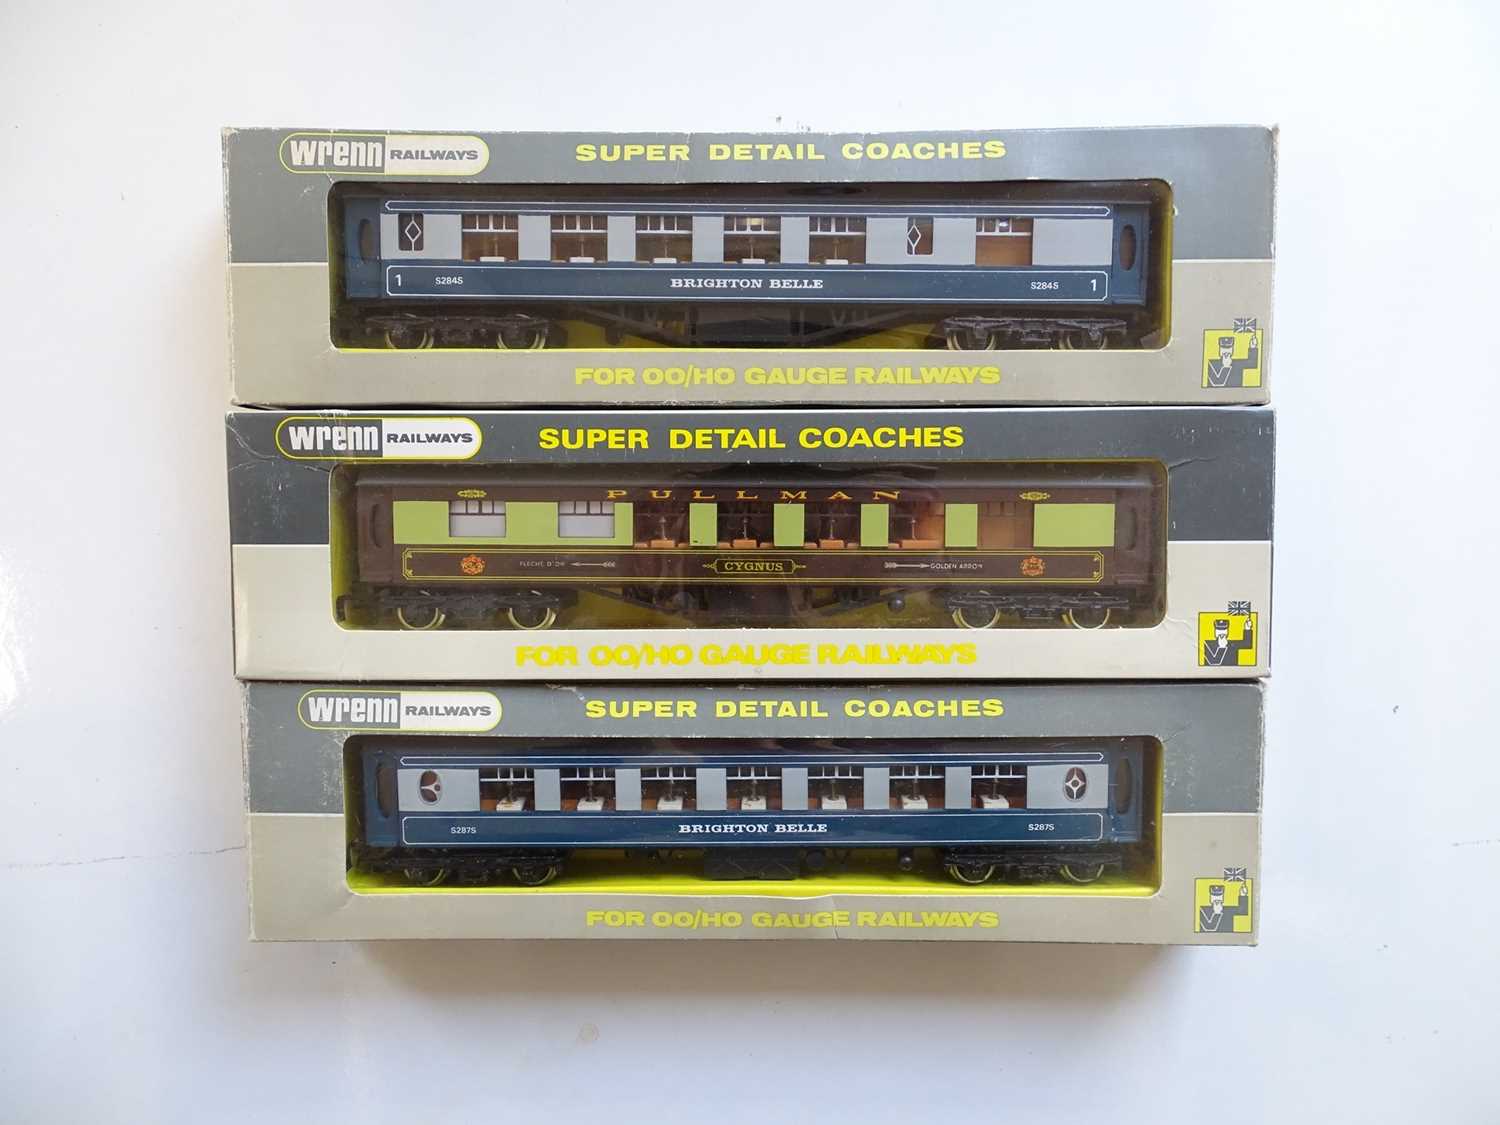 wrenn RAILWAYS SUPER DETAIL COACHES
1 S284S BRIGHTON BELLE S284S 1
FOR OO/HO GAUGE RAILWAYS
wrenn RAILWAYS SUPER DETAIL COACHES
PULLMAN
FLECHE D'OR CYGNUS GOLDEN ARROW
FOR OO/HO GAUGE RAILWAYS
wrenn RAILWAYS SUPER DETAIL COACHES
S287S BRIGHTON BELLE S287S
FOR OO/HO GAUGE RAILWAYS